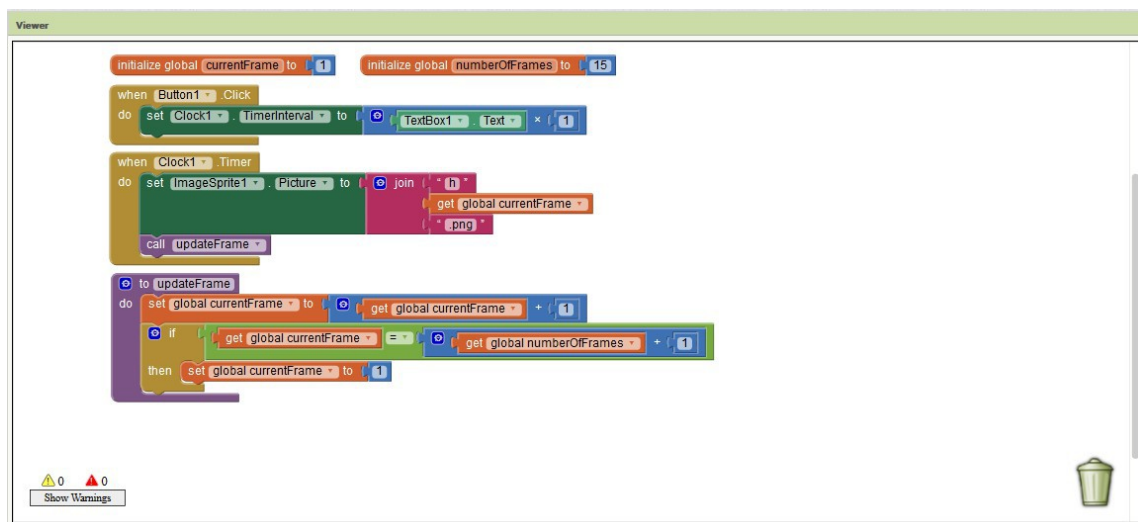 Viewer
initialize global currentFrame to 1 initialize global numberOfFrames to 15
when Button1 .Click
do set Clock1 . TimerInterval to TextBox1 . Text × 1
when Clock1 .Timer
do set ImageSprite1 . Picture to join " h "
get global currentFrame
" .png "
call updateFrame
to updateFrame
do set global currentFrame to get global currentFrame + 1
if get global currentFrame = get global numberOfFrames + 1
then set global currentFrame to 1
0 0
Show Warnings